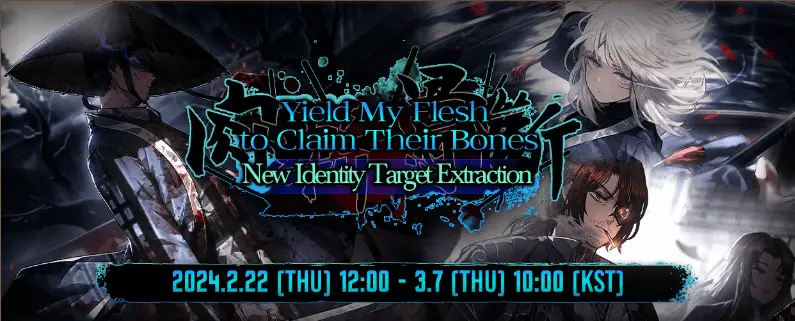 Yield My Flesh
to Claim Their Bones
New Identity Target Extraction
2024.2.22 (THU) 12:00 - 3.7 (THU) 10:00 (KST)